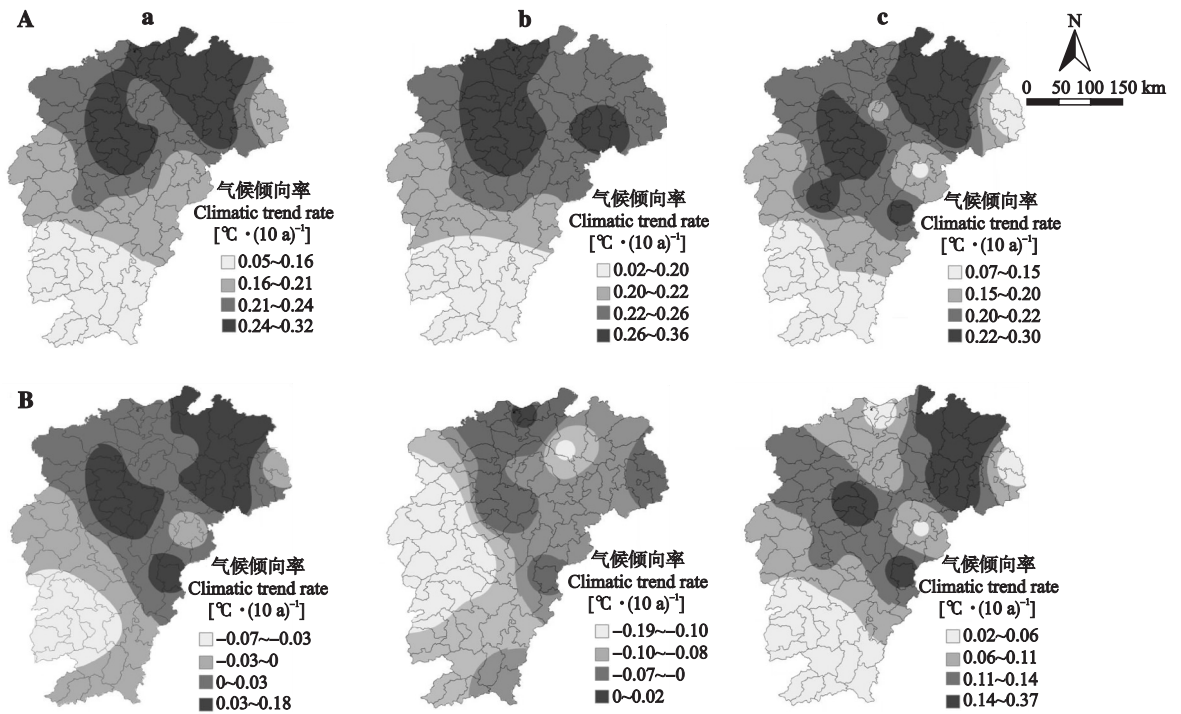 A
a
b
c
N
0 50 100 150 km
气候倾向率
Climatic trend rate
[℃·(10 a)⁻¹]
0.05~0.16
0.16~0.21
0.21~0.24
0.24~0.32
气候倾向率
Climatic trend rate
[℃·(10 a)⁻¹]
0.02~0.20
0.20~0.22
0.22~0.26
0.26~0.36
气候倾向率
Climatic trend rate
[℃·(10 a)⁻¹]
0.07~0.15
0.15~0.20
0.20~0.22
0.22~0.30
B
气候倾向率
Climatic trend rate
[℃·(10 a)⁻¹]
−0.07~−0.03
−0.03~0
0~0.03
0.03~0.18
气候倾向率
Climatic trend rate
[℃·(10 a)⁻¹]
−0.19~−0.10
−0.10~−0.08
−0.07~−0
0~0.02
气候倾向率
Climatic trend rate
[℃·(10 a)⁻¹]
0.02~0.06
0.06~0.11
0.11~0.14
0.14~0.37